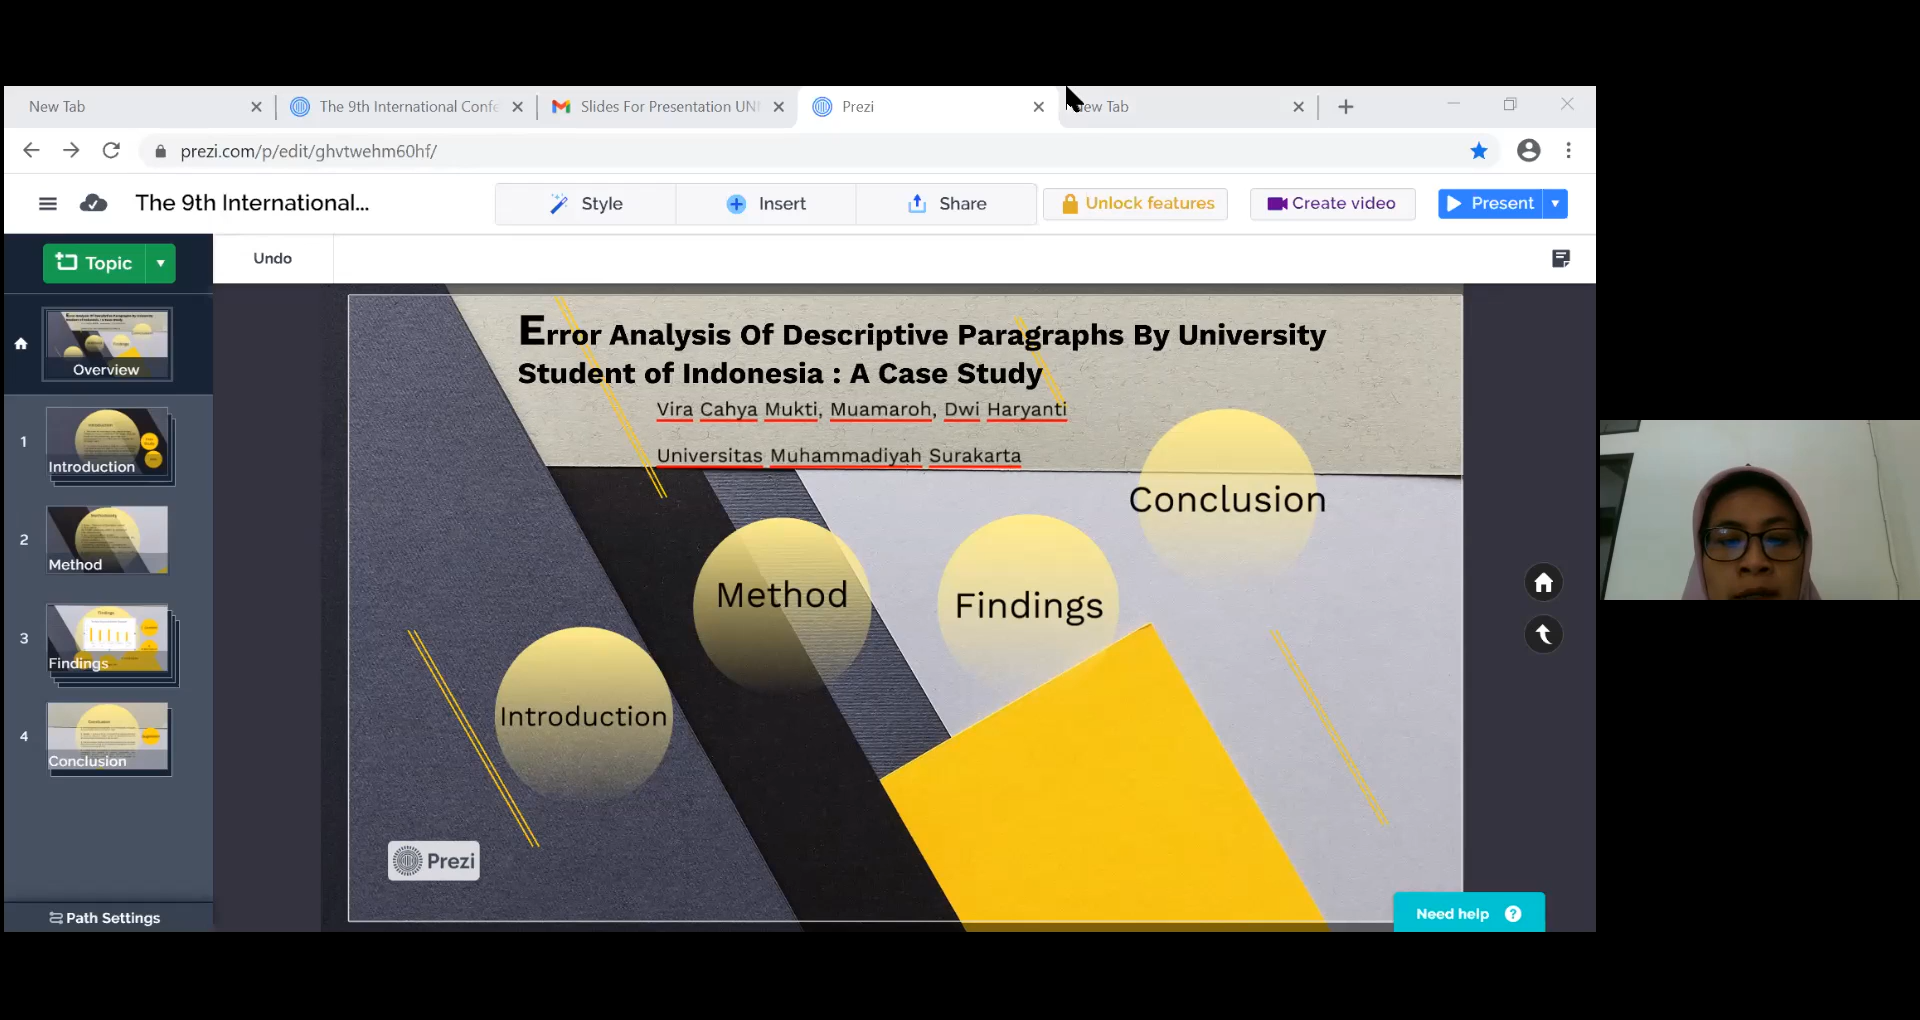 New Tab
The 9th International Confe
Slides For Presentation UNI
Prezi
New Tab
prezi.com/p/edit/ghvtwehm60hf/
The 9th International...
Style
Insert
Share
Unlock features
Create video
Present
Topic
Undo
Overview
1
Introduction
2
Method
3
Findings
4
Conclusion
Path Settings
Error Analysis Of Descriptive Paragraphs By University
Student of Indonesia : A Case Study
Vira Cahya Mukti, Muamaroh, Dwi Haryanti
Universitas Muhammadiyah Surakarta
Conclusion
Method
Findings
Introduction
Prezi
Need help ?